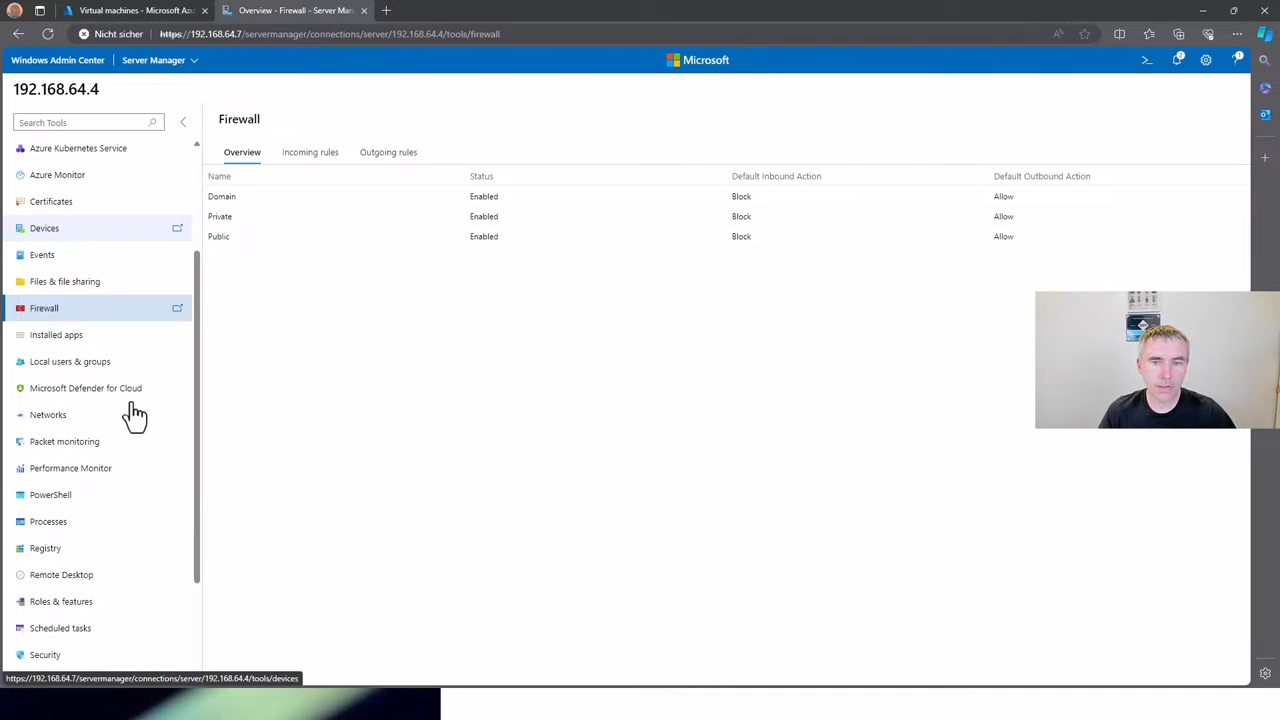 Virtual machines - Microsoft Azu
Overview - Firewall - Server Man
Nicht sicher
https://192.168.64.7/servermanager/connections/server/192.168.64.4/tools/firewall
Windows Admin Center
Server Manager
Microsoft
192.168.64.4
Search Tools
Azure Kubernetes Service
Azure Monitor
Certificates
Devices
Events
Files & file sharing
Firewall
Installed apps
Local users & groups
Microsoft Defender for Cloud
Networks
Packet monitoring
Performance Monitor
PowerShell
Processes
Registry
Remote Desktop
Roles & features
Scheduled tasks
Security
Firewall
Overview Incoming rules Outgoing rules
Name Status Default Inbound Action Default Outbound Action
Domain Enabled Block Allow
Private Enabled Block Allow
Public Enabled Block Allow
https://192.168.64.7/servermanager/connections/server/192.168.64.4/tools/devices